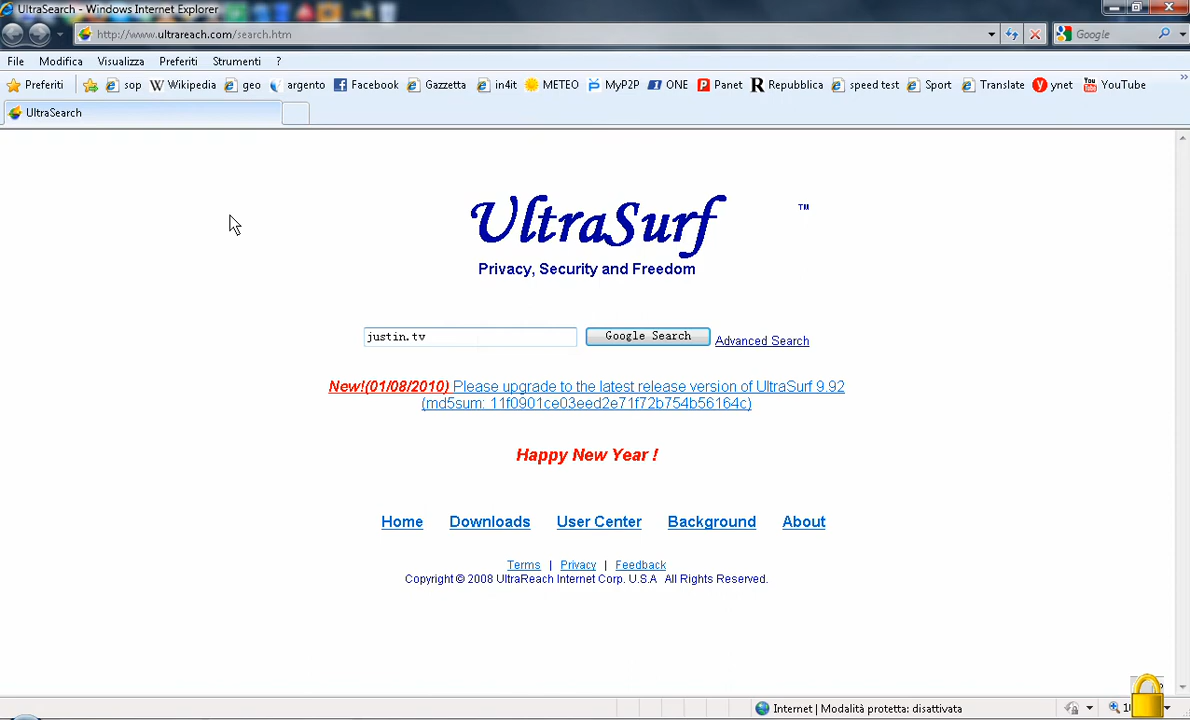 UltraSearch - Windows Internet Explorer
http://www.ultrareach.com/search.htm
Google
File Modifica Visualizza Preferiti Strumenti ?
Preferiti sop Wikipedia geo argento Facebook Gazzetta in4it METEO MyP2P ONE Panet Repubblica speed test Sport Translate ynet YouTube
UltraSearch
UltraSurf ™
Privacy, Security and Freedom
justin.tv Google Search Advanced Search
New!(01/08/2010) Please upgrade to the latest release version of UltraSurf 9.92
(md5sum: 11f0901ce03eed2e71f72b754b56164c)
Happy New Year !
Home Downloads User Center Background About
Terms | Privacy | Feedback
Copyright © 2008 UltraReach Internet Corp. U.S.A All Rights Reserved.
Internet | Modalità protetta: disattivata